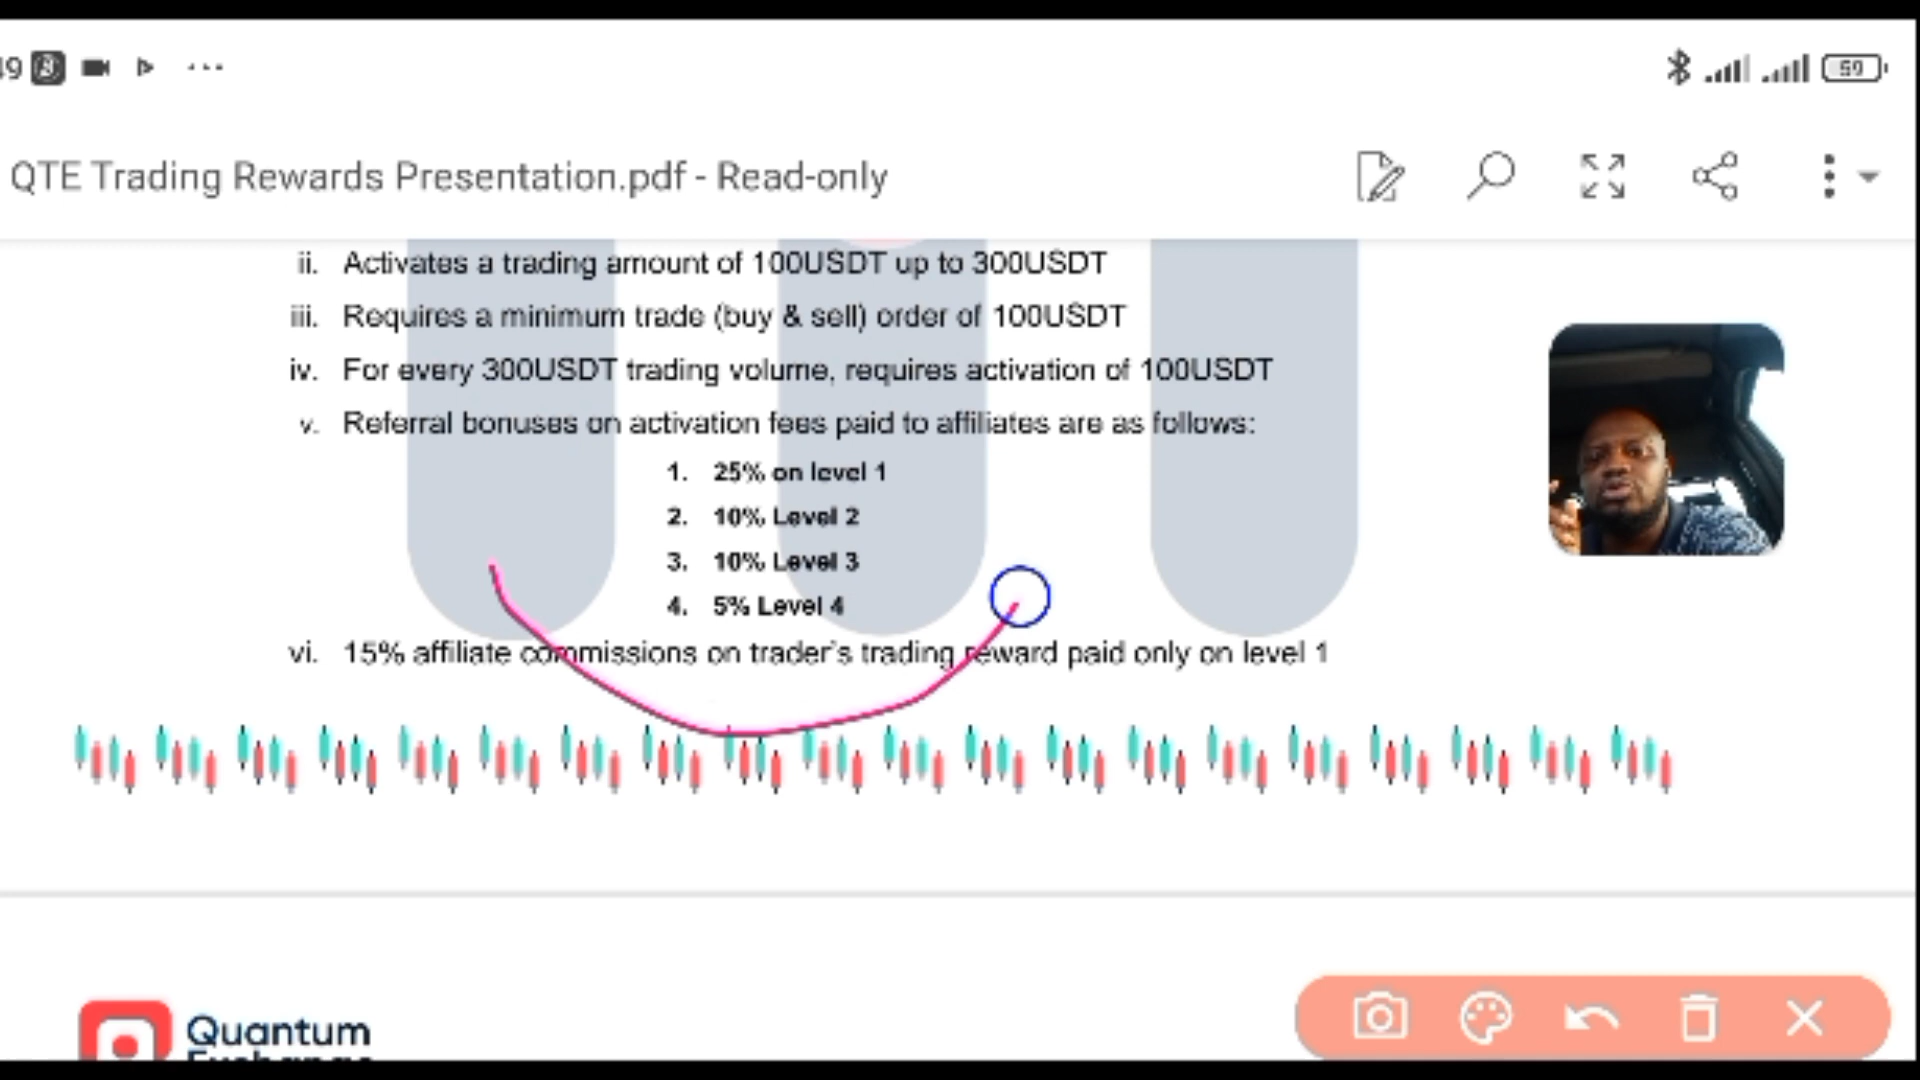 49
59
QTE Trading Rewards Presentation.pdf - Read-only
ii. Activates a trading amount of 100USDT up to 300USDT
iii. Requires a minimum trade (buy & sell) order of 100USDT
iv. For every 300USDT trading volume, requires activation of 100USDT
v. Referral bonuses on activation fees paid to affiliates are as follows:
1. 25% on level 1
2. 10% Level 2
3. 10% Level 3
4. 5% Level 4
vi. 15% affiliate commissions on trader's trading reward paid only on level 1
Quantum
Exchange